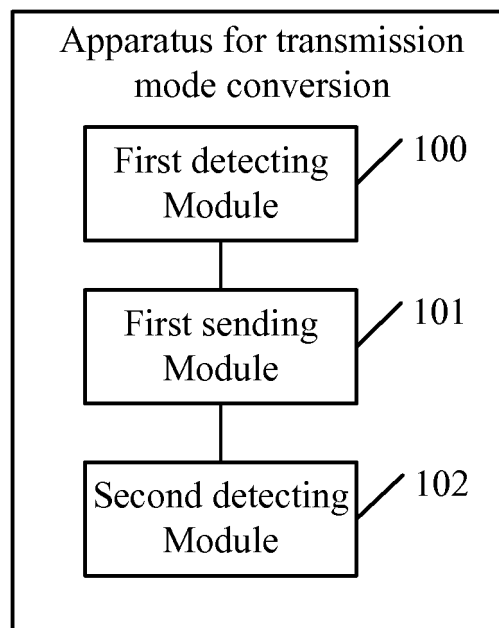 Apparatus for transmission
mode conversion
First detecting
Module
100
First sending
Module
101
Second detecting
Module
102